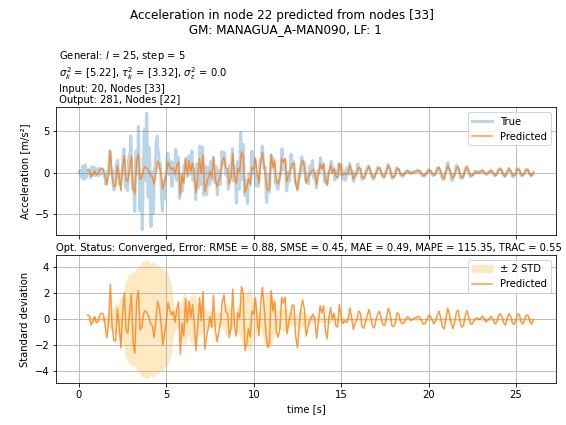 Acceleration in node 22 predicted from nodes [33]
GM: MANAGUA_A-MAN090, LF: 1
General: l = 25, step = 5
σ²ₖ = [5.22], τ²ₖ = [3.32], σ²ε = 0.0
Input: 20, Nodes [33]
Output: 281, Nodes [22]
Acceleration [m/s²]
5
0
−5
True
Predicted
Opt. Status: Converged, Error: RMSE = 0.88, SMSE = 0.45, MAE = 0.49, MAPE = 115.35, TRAC = 0.55
Standard deviation
4
2
0
−2
−4
± 2 STD
Predicted
0 5 10 15 20 25
time [s]